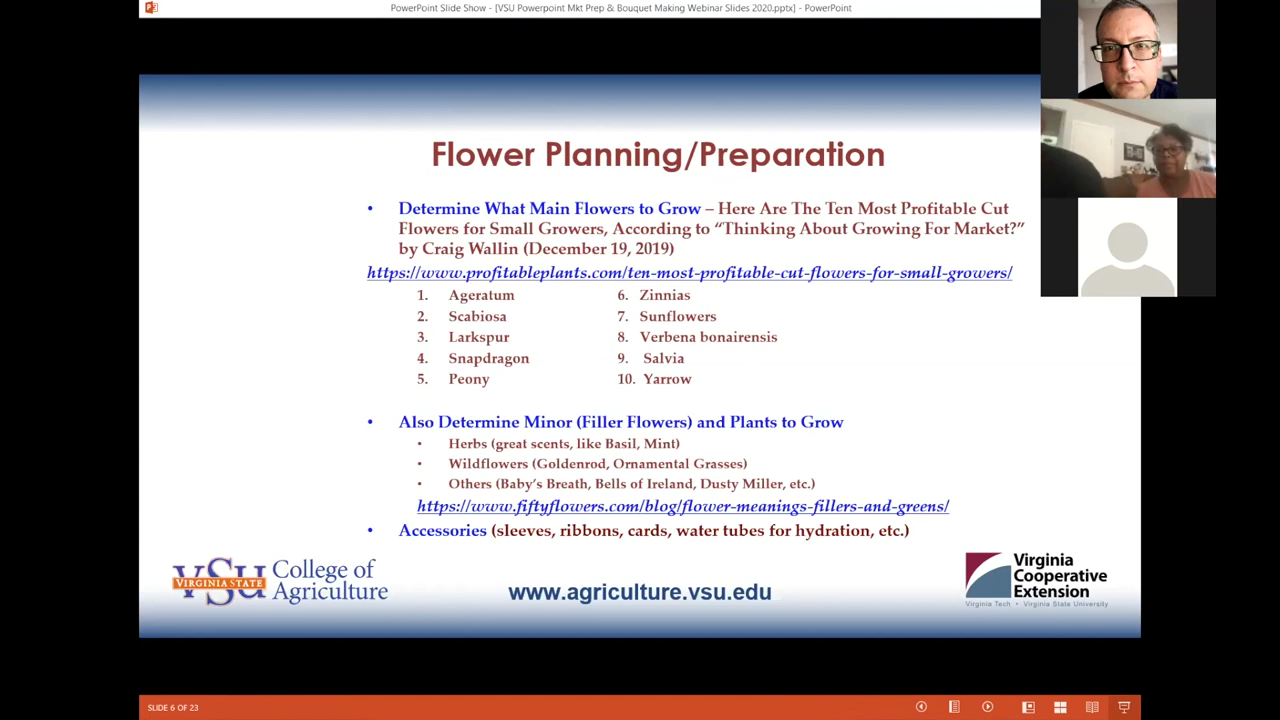 PowerPoint Slide Show - [VSU Powerpoint Mkt Prep & Bouquet Making Webinar Slides 2020.pptx] - PowerPoint
Flower Planning/Preparation
• Determine What Main Flowers to Grow – Here Are The Ten Most Profitable Cut
Flowers for Small Growers, According to “Thinking About Growing For Market?”
by Craig Wallin (December 19, 2019)
https://www.profitableplants.com/ten-most-profitable-cut-flowers-for-small-growers/
1. Ageratum
2. Scabiosa
3. Larkspur
4. Snapdragon
5. Peony
6. Zinnias
7. Sunflowers
8. Verbena bonairensis
9. Salvia
10. Yarrow
• Also Determine Minor (Filler Flowers) and Plants to Grow
• Herbs (great scents, like Basil, Mint)
• Wildflowers (Goldenrod, Ornamental Grasses)
• Others (Baby’s Breath, Bells of Ireland, Dusty Miller, etc.)
https://www.fiftyflowers.com/blog/flower-meanings-fillers-and-greens/
• Accessories (sleeves, ribbons, cards, water tubes for hydration, etc.)
VSU
VIRGINIA STATE
College of
Agriculture
www.agriculture.vsu.edu
Virginia
Cooperative
Extension
Virginia Tech • Virginia State University
SLIDE 6 OF 23